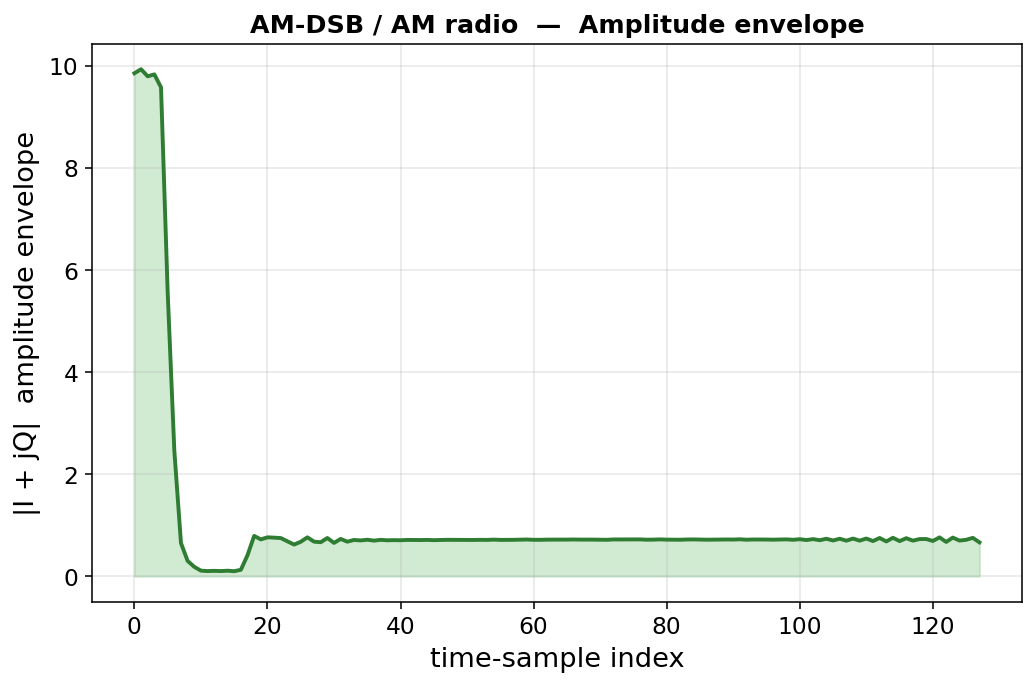 AM-DSB / AM radio — Amplitude envelope
|I + jQ| amplitude envelope
10
8
6
4
2
0
0 20 40 60 80 100 120
time-sample index